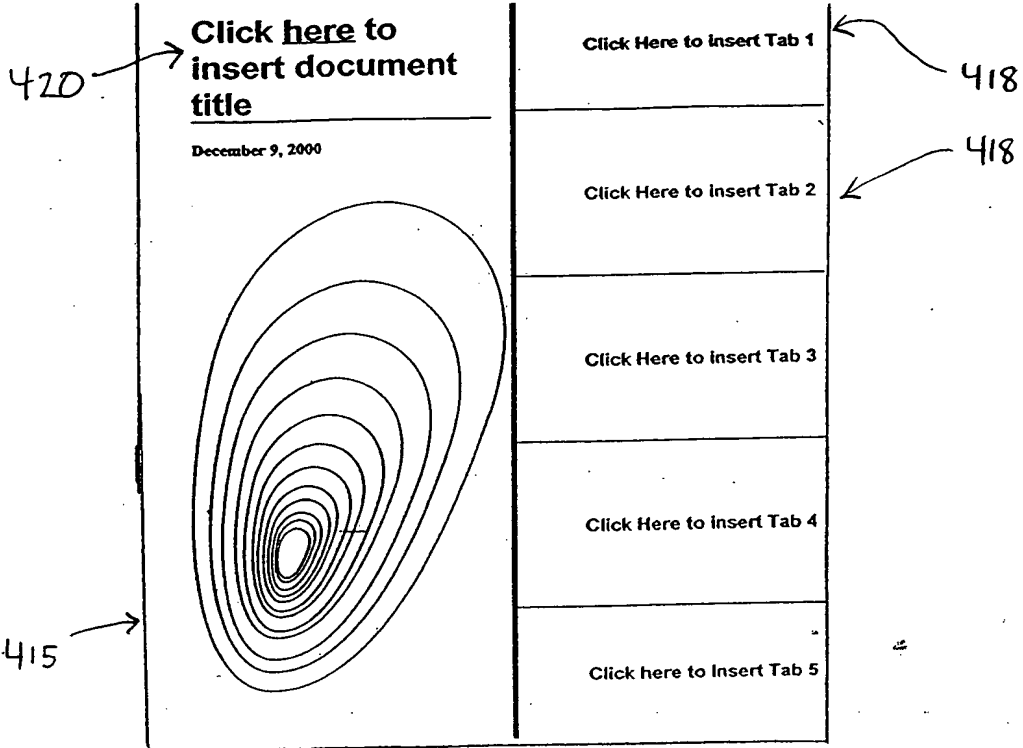 Click here to
insert document
title
December 9, 2000
420
415
Click Here to insert Tab 1
418
418
Click Here to insert Tab 2
Click Here to insert Tab 3
Click Here to insert Tab 4
Click here to Insert Tab 5